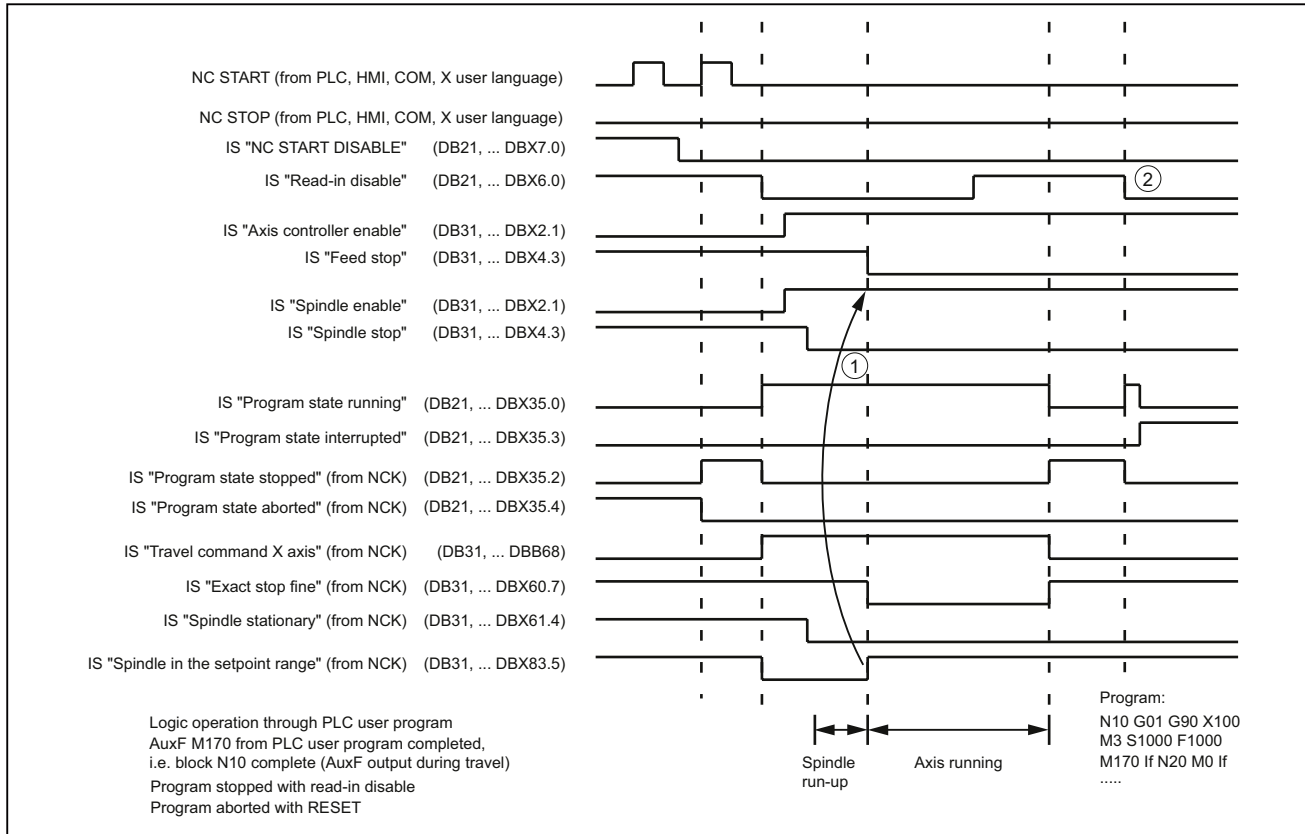 NC START (from PLC, HMI, COM, X user language)
NC STOP (from PLC, HMI, COM, X user language)
IS "NC START DISABLE" (DB21, ... DBX7.0)
IS "Read-in disable" (DB21, ... DBX6.0)
2
IS "Axis controller enable" (DB31, ... DBX2.1)
IS "Feed stop" (DB31, ... DBX4.3)
IS "Spindle enable" (DB31, ... DBX2.1)
IS "Spindle stop" (DB31, ... DBX4.3)
1
IS "Program state running" (DB21, ... DBX35.0)
IS "Program state interrupted" (DB21, ... DBX35.3)
IS "Program state stopped" (from NCK) (DB21, ... DBX35.2)
IS "Program state aborted" (from NCK) (DB21, ... DBX35.4)
IS "Travel command X axis" (from NCK) (DB31, ... DBB68)
IS "Exact stop fine" (from NCK) (DB31, ... DBX60.7)
IS "Spindle stationary" (from NCK) (DB31, ... DBX61.4)
IS "Spindle in the setpoint range" (from NCK) (DB31, ... DBX83.5)
Logic operation through PLC user program
AuxF M170 from PLC user program completed,
i.e. block N10 complete (AuxF output during travel)
Program stopped with read-in disable
Program aborted with RESET
Spindle
run-up
Axis running
Program:
N10 G01 G90 X100
M3 S1000 F1000
M170 If N20 M0 If
.....